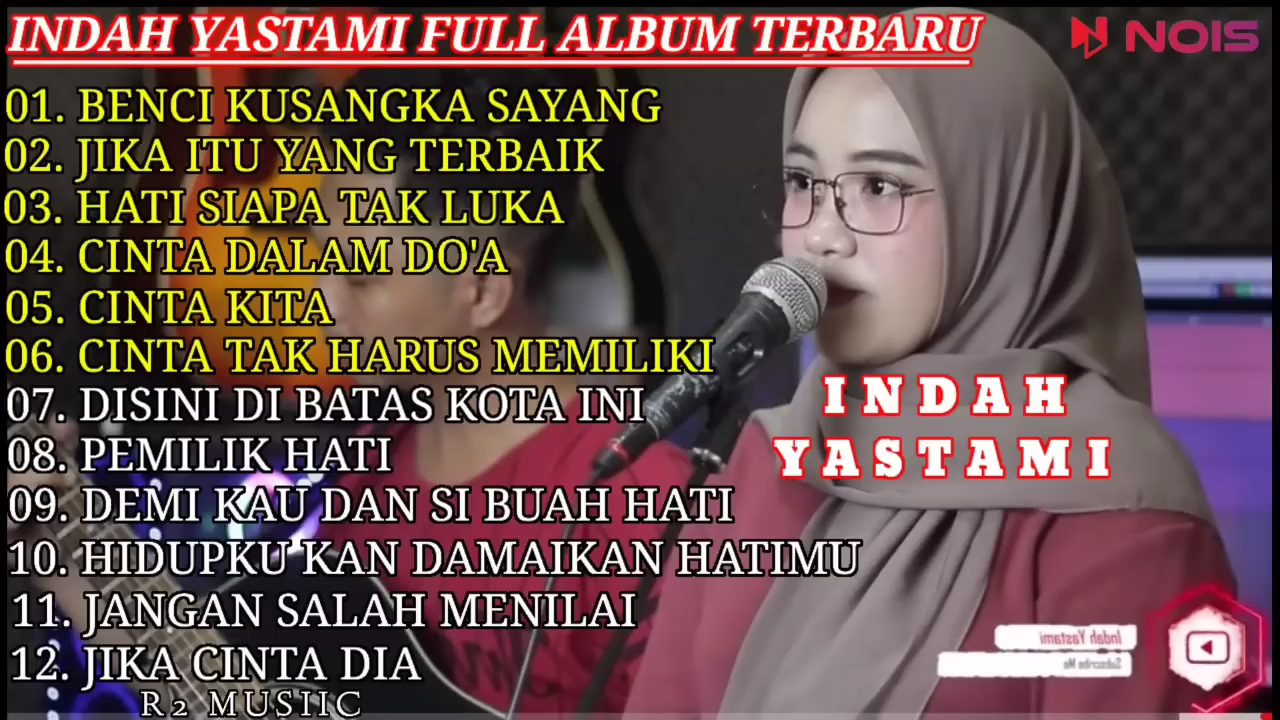 INDAH YASTAMI FULL ALBUM TERBARU
NOIS
01. BENCI KUSANGKA SAYANG
02. JIKA ITU YANG TERBAIK
03. HATI SIAPA TAK LUKA
04. CINTA DALAM DO'A
05. CINTA KITA
06. CINTA TAK HARUS MEMILIKI
07. DISINI DI BATAS KOTA INI
08. PEMILIK HATI
09. DEMI KAU DAN SI BUAH HATI
10. HIDUPKU KAN DAMAIKAN HATIMU
11. JANGAN SALAH MENILAI
12. JIKA CINTA DIA
R2 MUSIIC
INDAH
YASTAMI
Indah Yastami
Subscribe Me